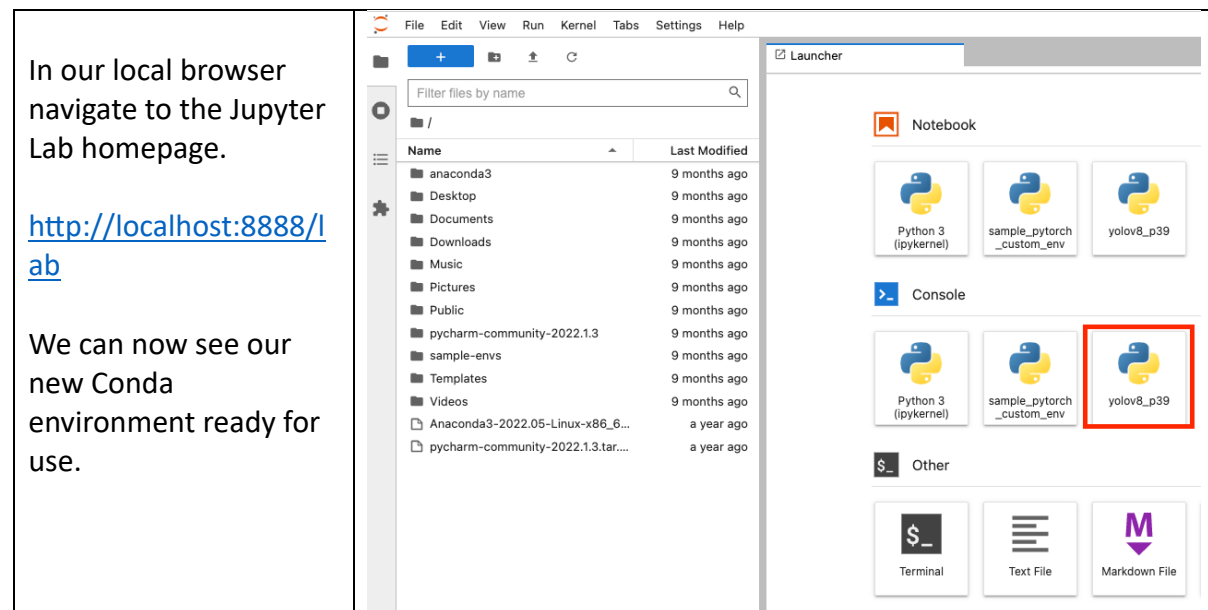 In our local browser
navigate to the Jupyter
Lab homepage.
http://localhost:8888/l
ab
We can now see our
new Conda
environment ready for
use.
File Edit View Run Kernel Tabs Settings Help
+
Filter files by name
/
Name Last Modified
anaconda3 9 months ago
Desktop 9 months ago
Documents 9 months ago
Downloads 9 months ago
Music 9 months ago
Pictures 9 months ago
Public 9 months ago
pycharm-community-2022.1.3 9 months ago
sample-envs 9 months ago
Templates 9 months ago
Videos 9 months ago
Anaconda3-2022.05-Linux-x86_6... a year ago
pycharm-community-2022.1.3.tar.... a year ago
Launcher
Notebook
Python 3
(ipykernel)
sample_pytorch
_custom_env
yolov8_p39
>_ Console
Python 3
(ipykernel)
sample_pytorch
_custom_env
yolov8_p39
$_ Other
$_
Terminal
Text File
M
Markdown File